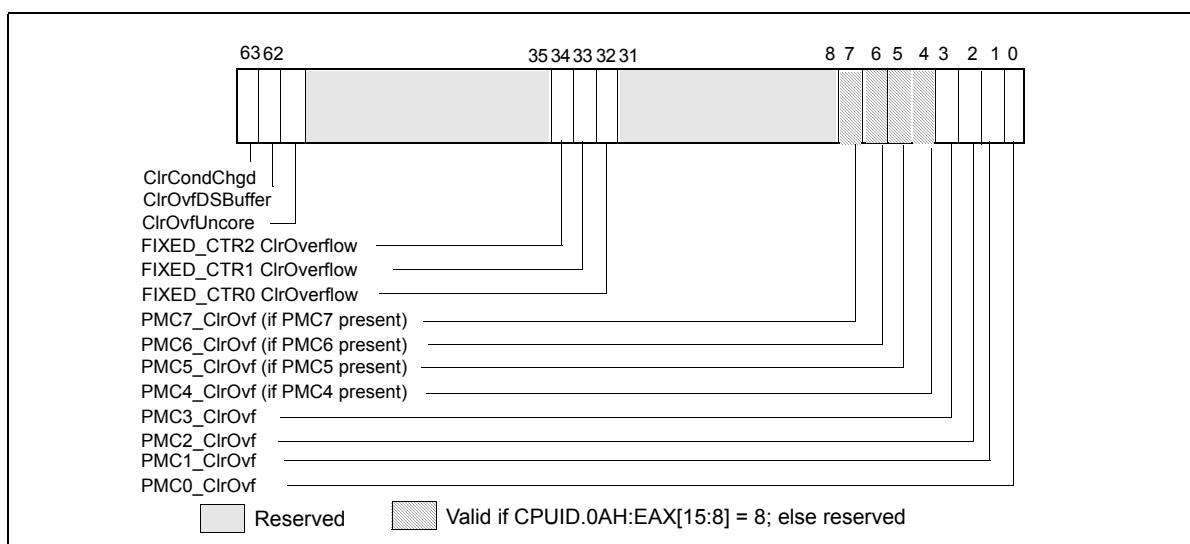 63 62 35 34 33 32 31 8 7 6 5 4 3 2 1 0
ClrCondChgd
ClrOvfDSBuffer
ClrOvfUncore
FIXED_CTR2 ClrOverflow
FIXED_CTR1 ClrOverflow
FIXED_CTR0 ClrOverflow
PMC7_ClrOvf (if PMC7 present)
PMC6_ClrOvf (if PMC6 present)
PMC5_ClrOvf (if PMC5 present)
PMC4_ClrOvf (if PMC4 present)
PMC3_ClrOvf
PMC2_ClrOvf
PMC1_ClrOvf
PMC0_ClrOvf
Reserved Valid if CPUID.0AH:EAX[15:8] = 8; else reserved